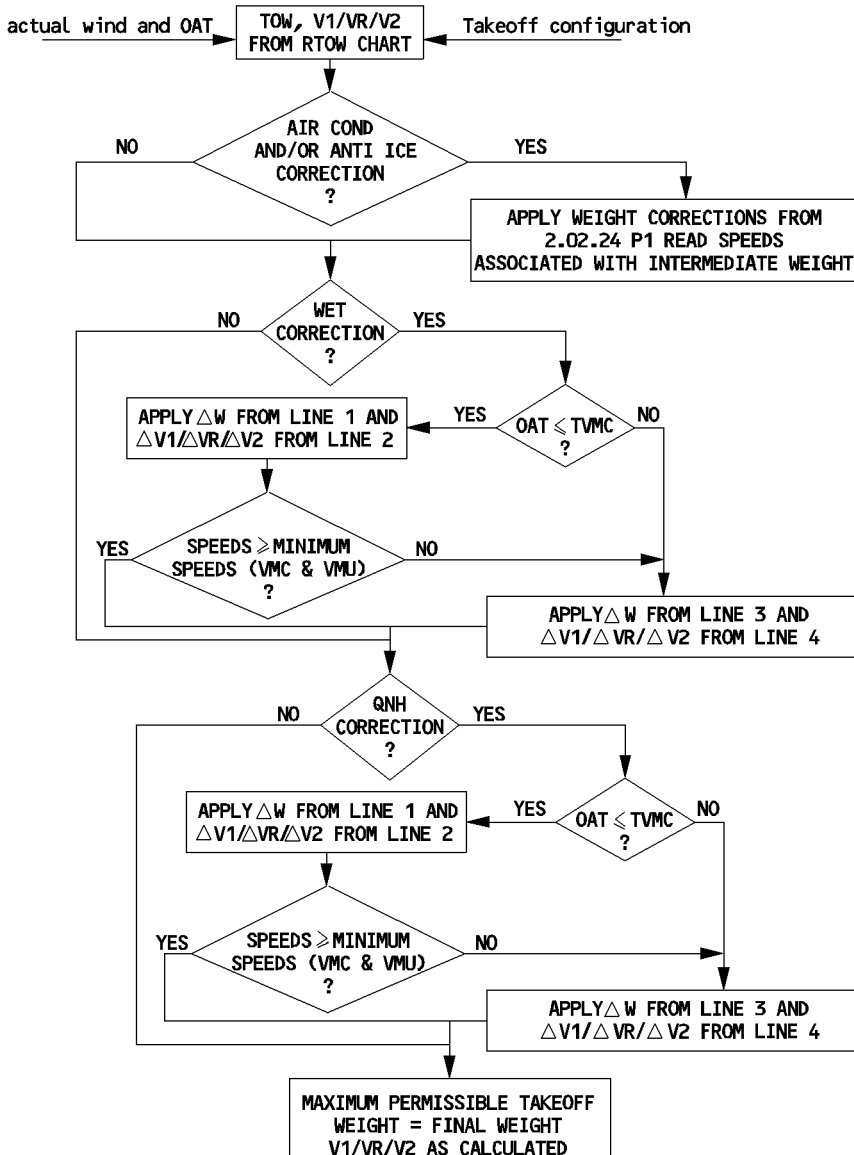 actual wind and OAT
TOW, V1/VR/V2
FROM RTOW CHART
Takeoff configuration
AIR COND
AND/OR ANTI ICE
CORRECTION
?
NO
YES
APPLY WEIGHT CORRECTIONS FROM
2.02.24 P1 READ SPEEDS
ASSOCIATED WITH INTERMEDIATE WEIGHT
WET
CORRECTION
?
NO
YES
OAT ⩽ TVMC
?
YES
NO
APPLY △W FROM LINE 1 AND
△V1/△VR/△V2 FROM LINE 2
SPEEDS ⩾ MINIMUM
SPEEDS (VMC & VMU)
?
YES
NO
APPLY △W FROM LINE 3 AND
△V1/△VR/△V2 FROM LINE 4
QNH
CORRECTION
?
NO
YES
OAT ⩽ TVMC
?
YES
NO
APPLY △W FROM LINE 1 AND
△V1/△VR/△V2 FROM LINE 2
SPEEDS ⩾ MINIMUM
SPEEDS (VMC & VMU)
?
YES
NO
APPLY △W FROM LINE 3 AND
△V1/△VR/△V2 FROM LINE 4
MAXIMUM PERMISSIBLE TAKEOFF
WEIGHT = FINAL WEIGHT
V1/VR/V2 AS CALCULATED